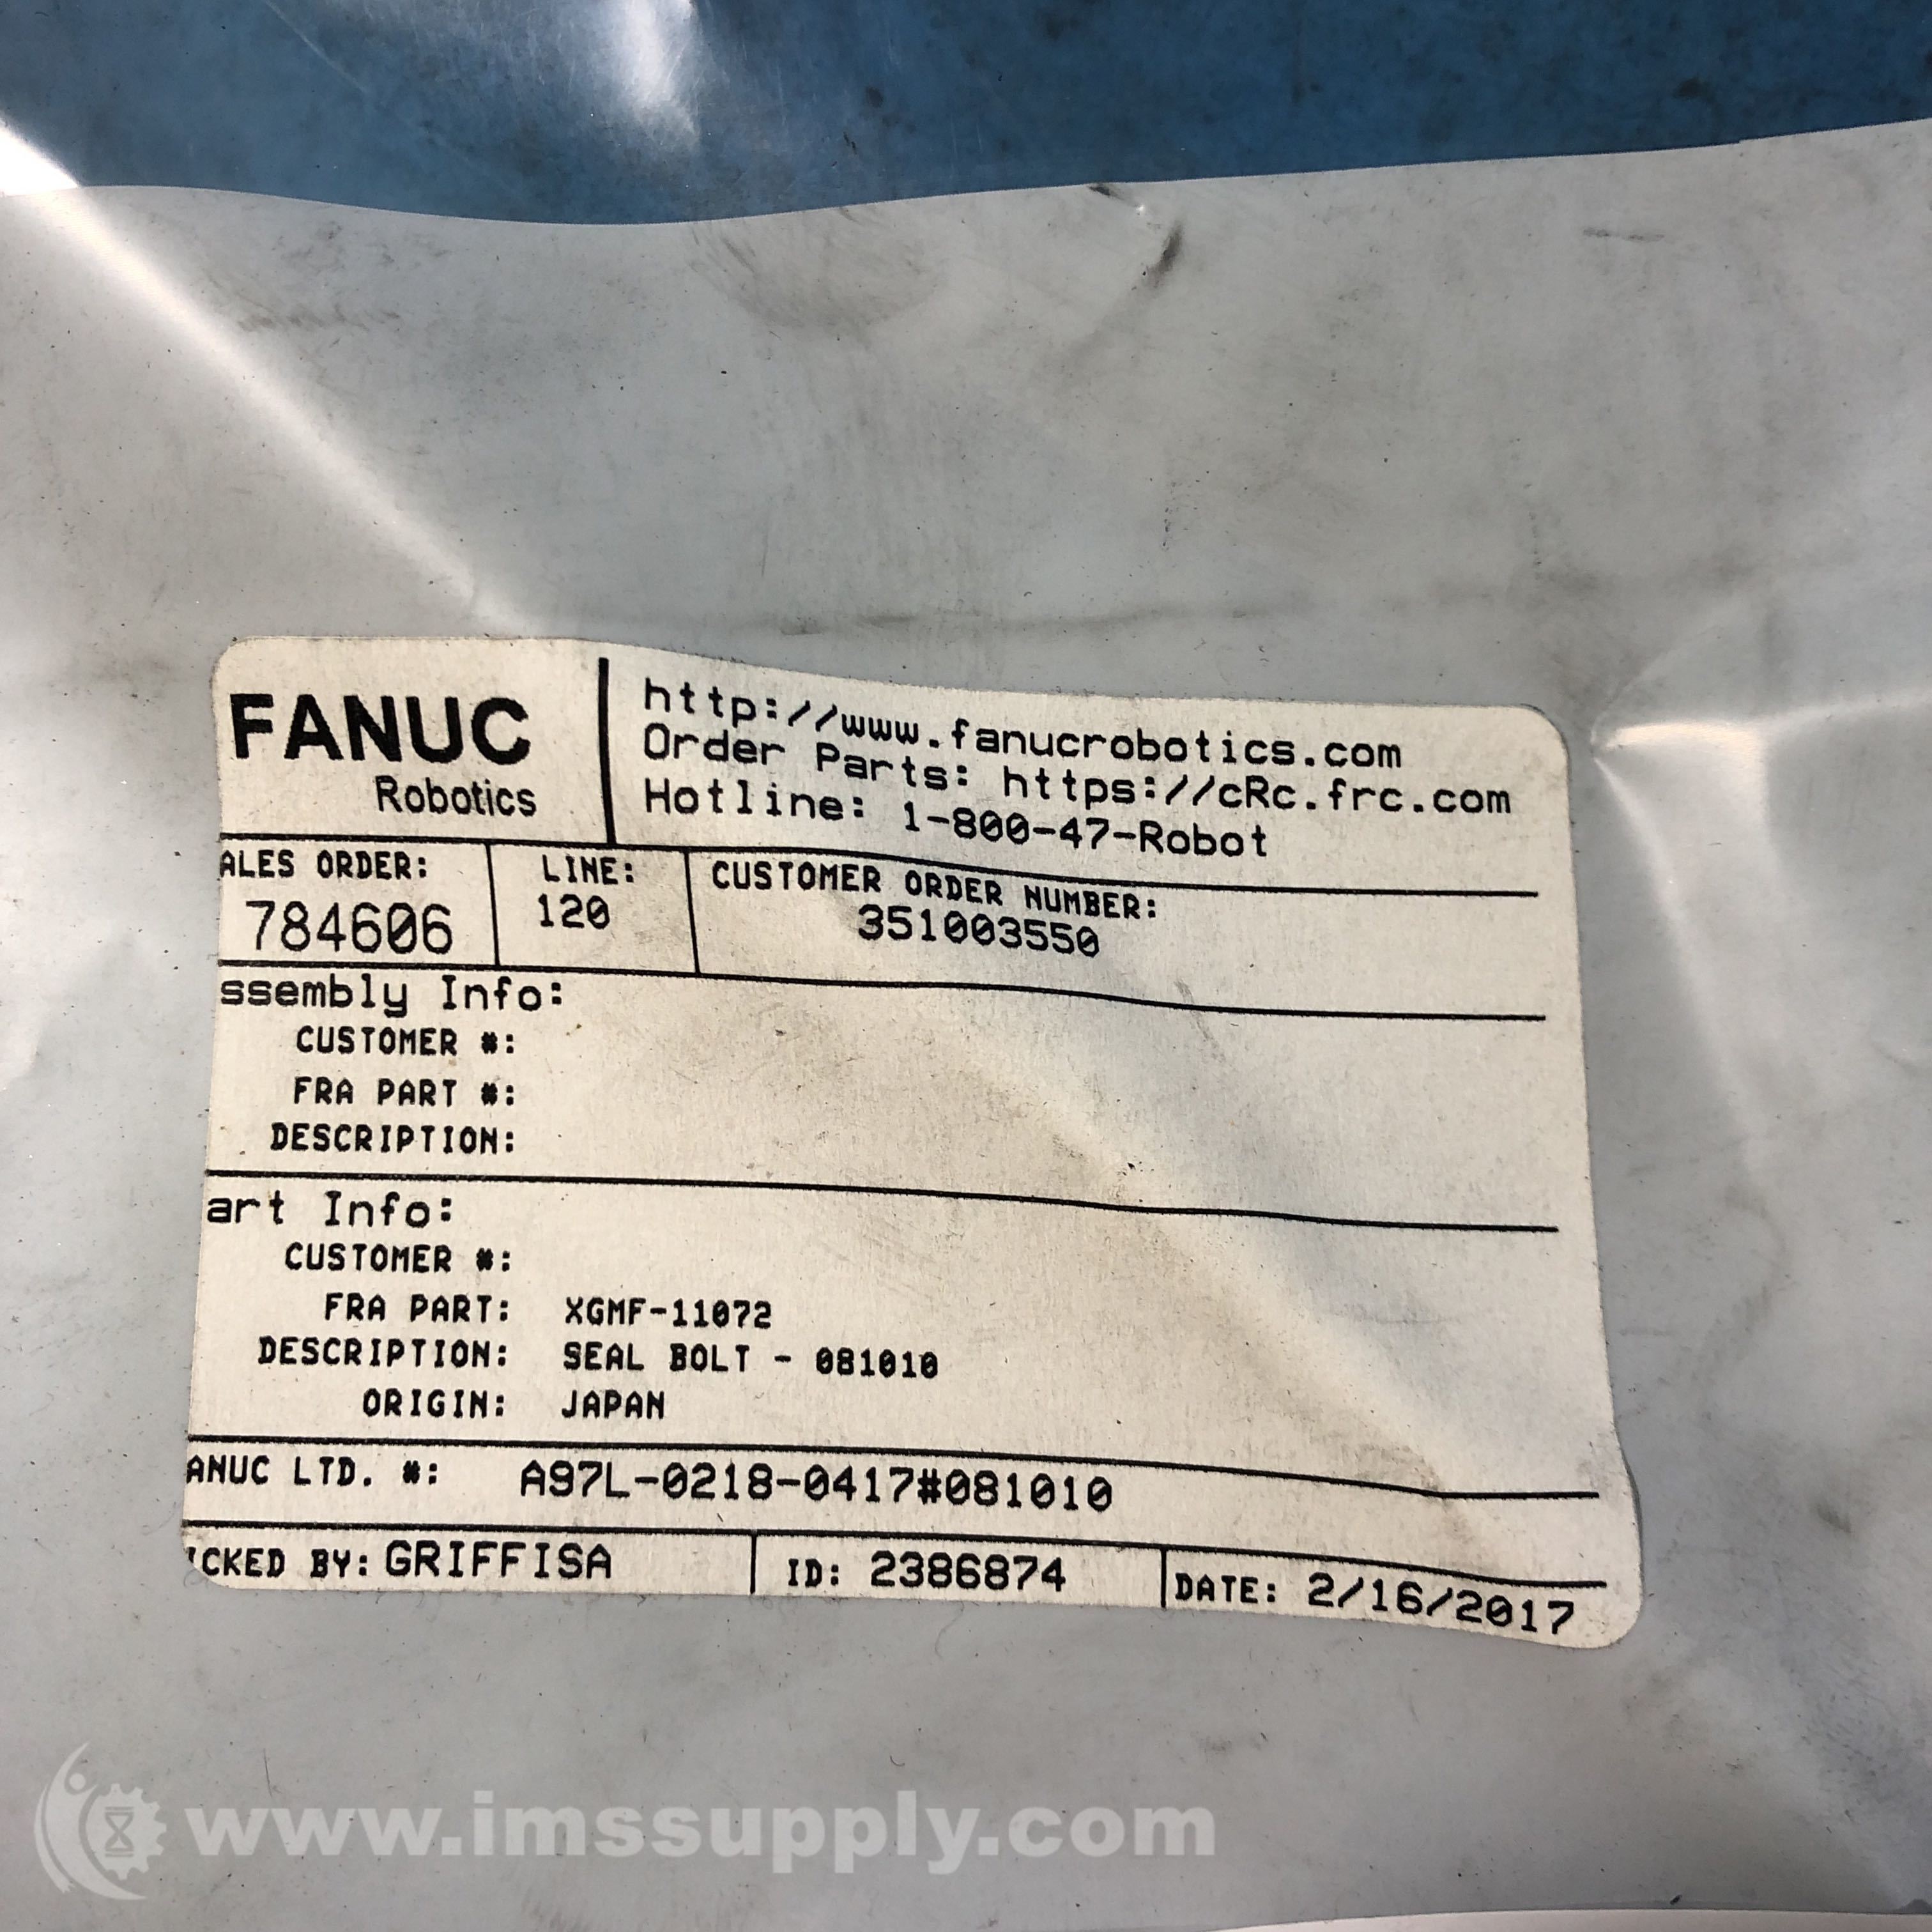 FANUC
Robotics
http://www.fanucrobotics.com
Order Parts: https://cRc.frc.com
Hotline: 1-800-47-Robot
ALES ORDER: LINE: CUSTOMER ORDER NUMBER:
784606 120 351003550
ssembly Info:
CUSTOMER #:
FRA PART #:
DESCRIPTION:
art Info:
CUSTOMER #:
FRA PART: XGMF-11072
DESCRIPTION: SEAL BOLT - 081010
ORIGIN: JAPAN
ANUC LTD. #: A97L-0218-0417#081010
ICKED BY: GRIFFISA ID: 2386874 DATE: 2/16/2017
www.imssupply.com